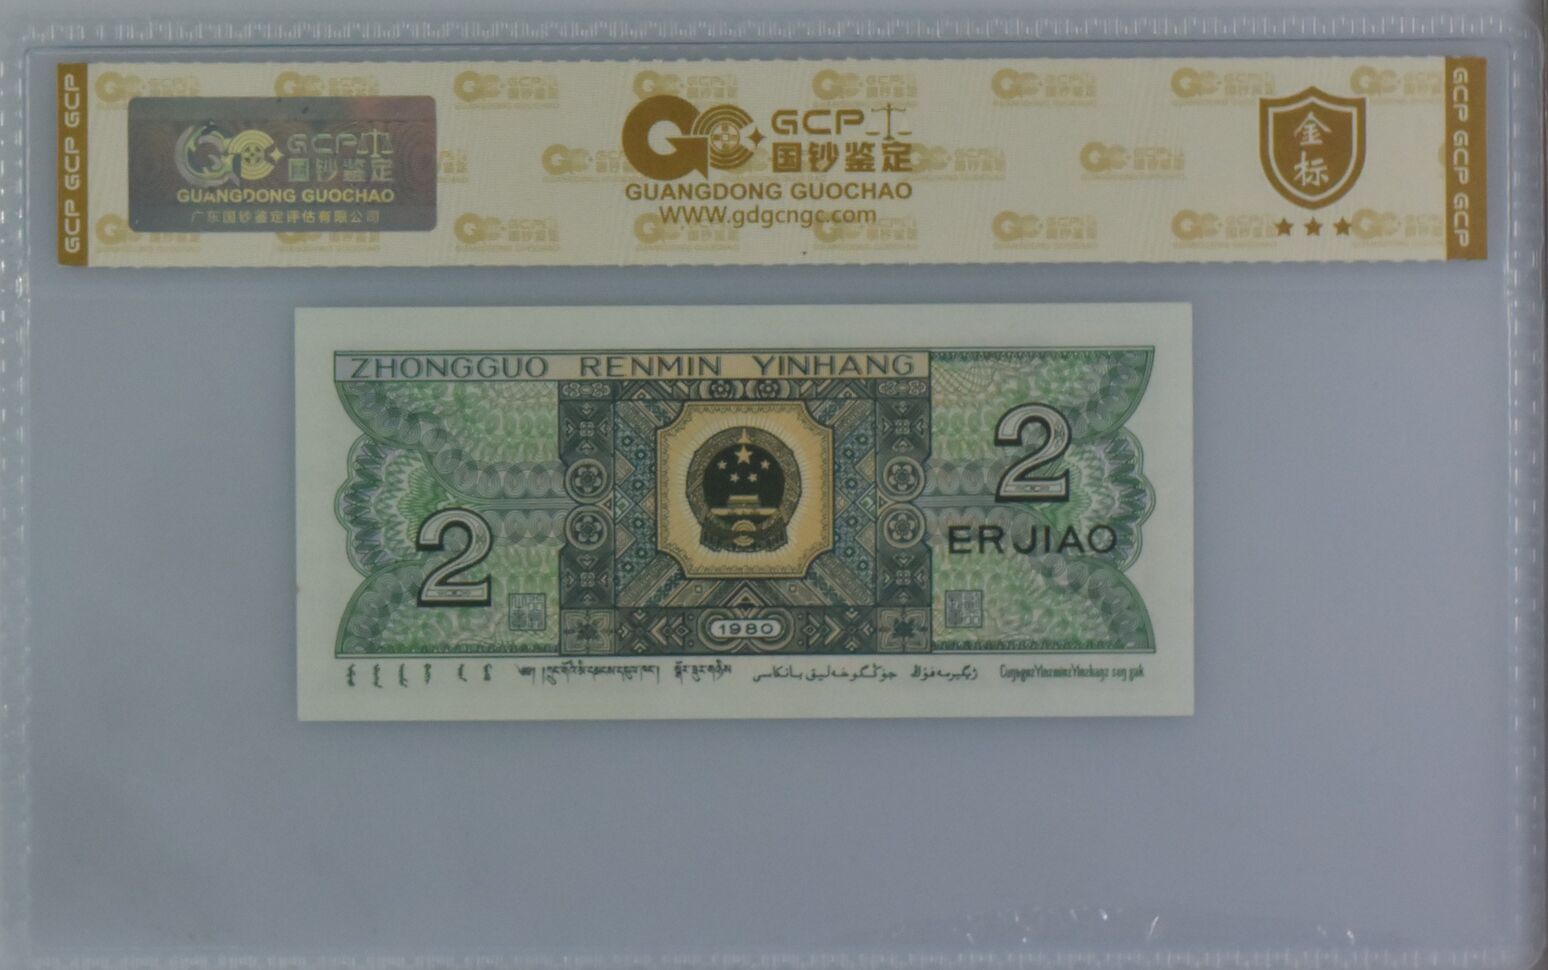 GCP GCP GCP
GCP 国钞鉴定
GUANGDONG GUOCHAO
广东国钞鉴定评估有限公司
GCP
国钞鉴定
GUANGDONG GUOCHAO
WWW.gdgcngc.com
金
标
GCP GCP GCP
ZHONGGUO RENMIN YINHANG
2
2
ERJIAO
1980